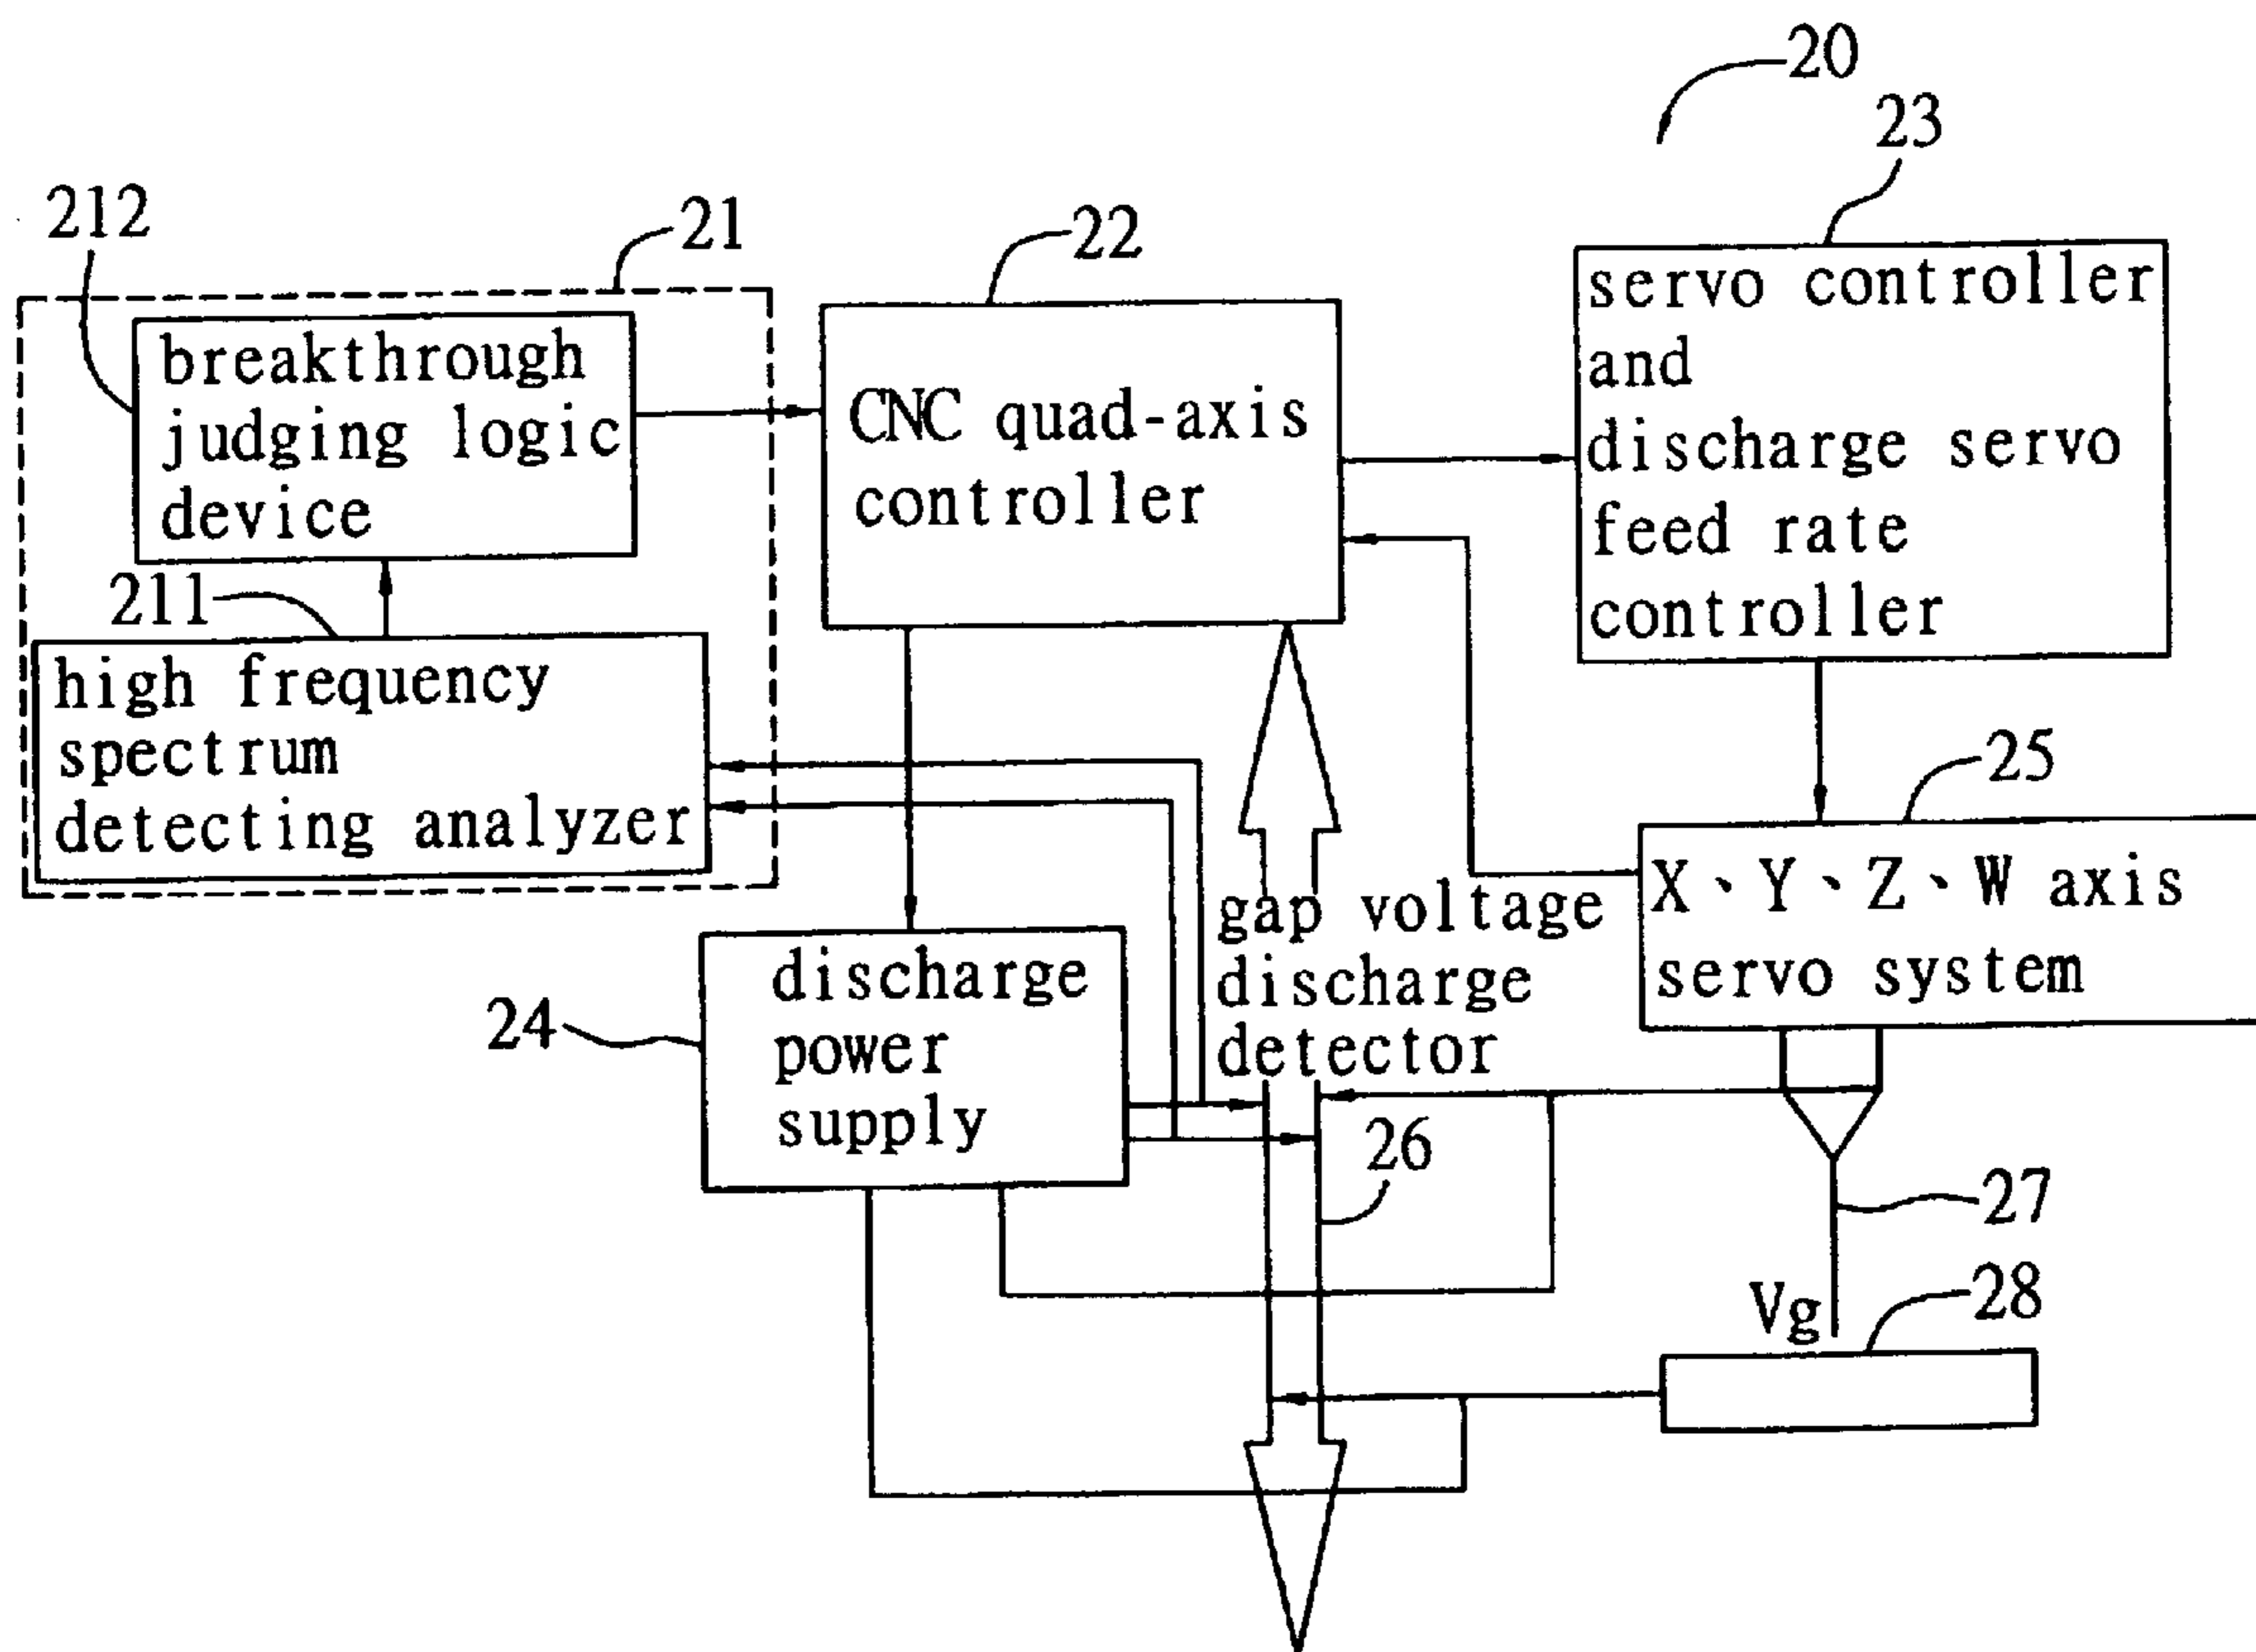 20
23
212
21
22
servo controller
and
discharge servo
feed rate
controller
breakthrough
judging logic
device
CNC quad-axis
controller
211
high frequency
spectrum
detecting analyzer
25
X、Y、Z、W axis
servo system
gap voltage
discharge
detector
24
discharge
power
supply
26
27
Vg
28